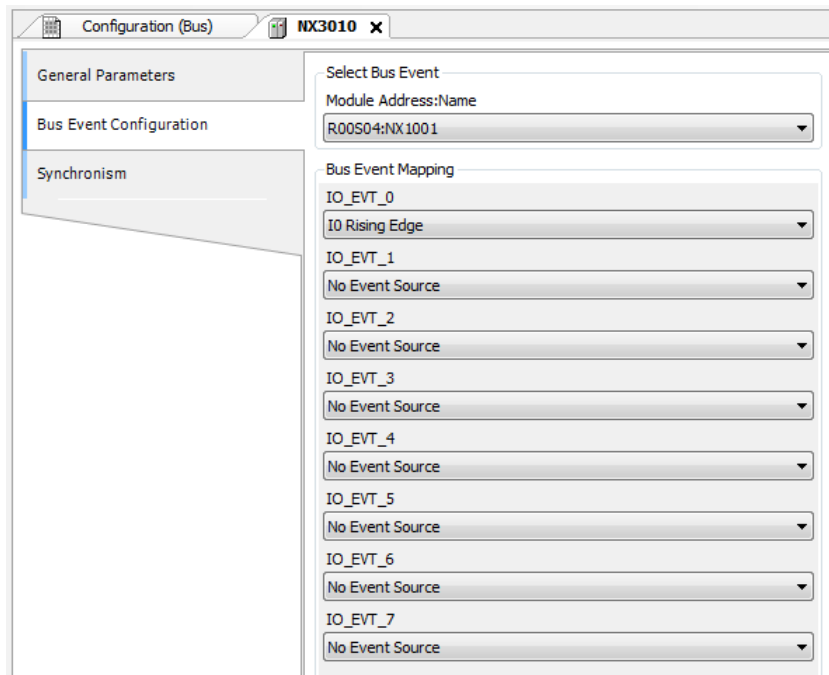 Configuration (Bus)
NX3010
General Parameters
Bus Event Configuration
Synchronism
Select Bus Event
Module Address:Name
R00S04:NX1001
Bus Event Mapping
IO_EVT_0
I0 Rising Edge
IO_EVT_1
No Event Source
IO_EVT_2
No Event Source
IO_EVT_3
No Event Source
IO_EVT_4
No Event Source
IO_EVT_5
No Event Source
IO_EVT_6
No Event Source
IO_EVT_7
No Event Source